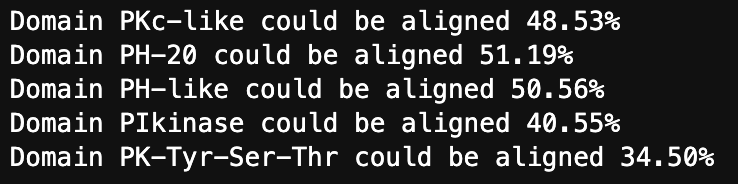 Domain PKc-like could be aligned 48.53%
Domain PH-20 could be aligned 51.19%
Domain PH-like could be aligned 50.56%
Domain PIkinase could be aligned 40.55%
Domain PK-Tyr-Ser-Thr could be aligned 34.50%